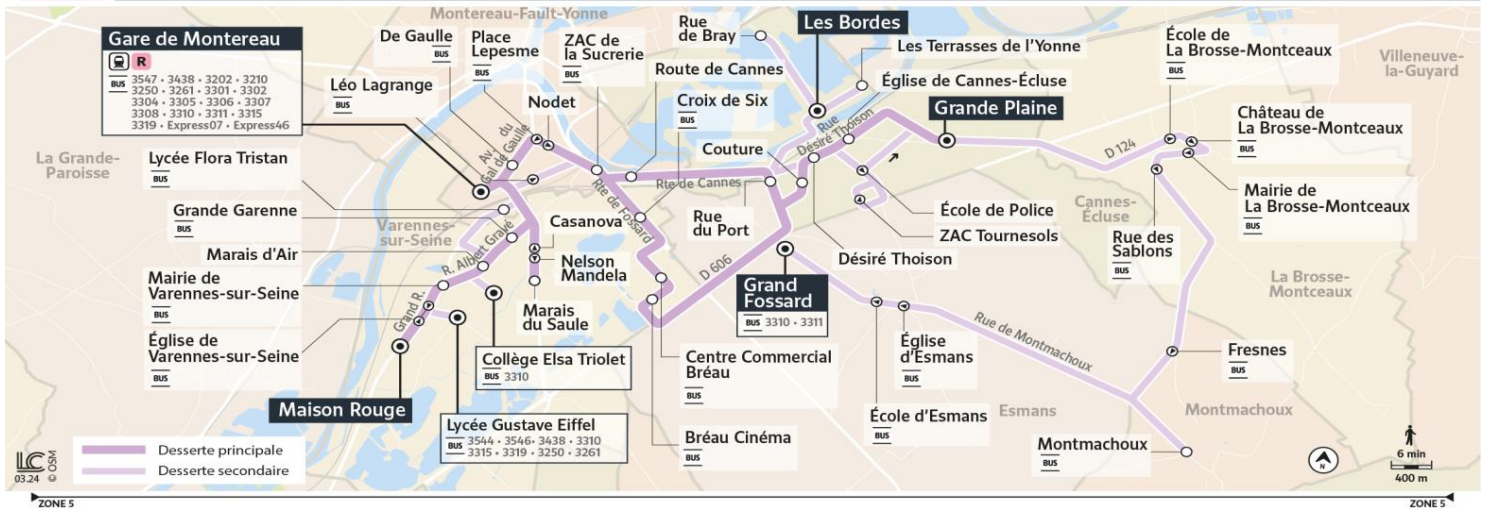 Montereau-Fault-Yonne
Gare de Montereau
R
BUS 3547 • 3438 • 3202 • 3210
3250 • 3261 • 3301 • 3302
3304 • 3305 • 3306 • 3307
3308 • 3310 • 3311 • 3315
3319 • Express07 • Express46
De Gaulle
BUS
Place
Lepesme
BUS
ZAC de
la Sucrerie
BUS
Rue
de Bray
BUS
Les Bordes
Les Terrasses de l'Yonne
École de
La Brosse-Montceaux
BUS
Villeneuve-
la-Guyard
Léo Lagrange
BUS
Nodet
Route de Cannes
Croix de Six
BUS
Église de Cannes-Écluse
Grande Plaine
Château de
La Brosse-Montceaux
BUS
Av. du
Gal de Gaulle
Couture
Rue
Désiré Thoison
D 124
La Grande-
Paroisse
Lycée Flora Tristan
BUS
Rte de Cannes
Rte de Fossard
Mairie de
La Brosse-Montceaux
BUS
Grande Garenne
BUS
Varennes-
sur-Seine
Casanova
Rue
du Port
École de Police
ZAC Tournesols
Cannes-
Écluse
Rue des
Sablons
BUS
Marais d'Air
R. Albert Gravé
Nelson
Mandela
D 606
Désiré Thoison
Mairie de
Varennes-sur-Seine
BUS
Grand R.
Marais
du Saule
Grand
Fossard
BUS 3310 • 3311
La Brosse-
Montceaux
Église de
Varennes-sur-Seine
BUS
Collège Elsa Triolet
BUS 3310
Centre Commercial
Bréau
BUS
Église
d'Esmans
BUS
Rue de Montmachoux
Fresnes
BUS
Maison Rouge
Lycée Gustave Eiffel
BUS 3544 • 3546 • 3438 • 3310
3315 • 3319 • 3250 • 3261
Bréau Cinéma
BUS
École d'Esmans
BUS
Esmans
Montmachoux
Montmachoux
BUS
Desserte principale
Desserte secondaire
LC
03.24
© OSM
N
6 min
400 m
ZONE 5
ZONE 5